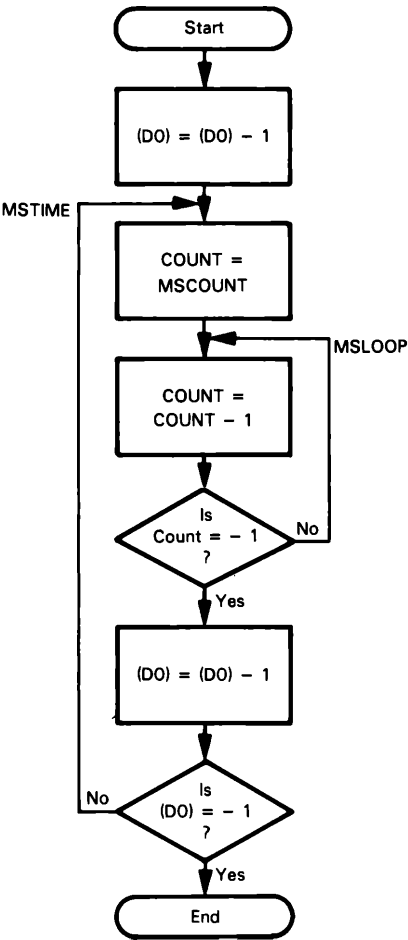 Start
(D0) = (D0) - 1
MSTIME
COUNT =
MSCOUNT
MSLOOP
COUNT =
COUNT - 1
Is
Count = - 1
?
No
Yes
(D0) = (D0) - 1
Is
(D0) = - 1
?
No
Yes
End